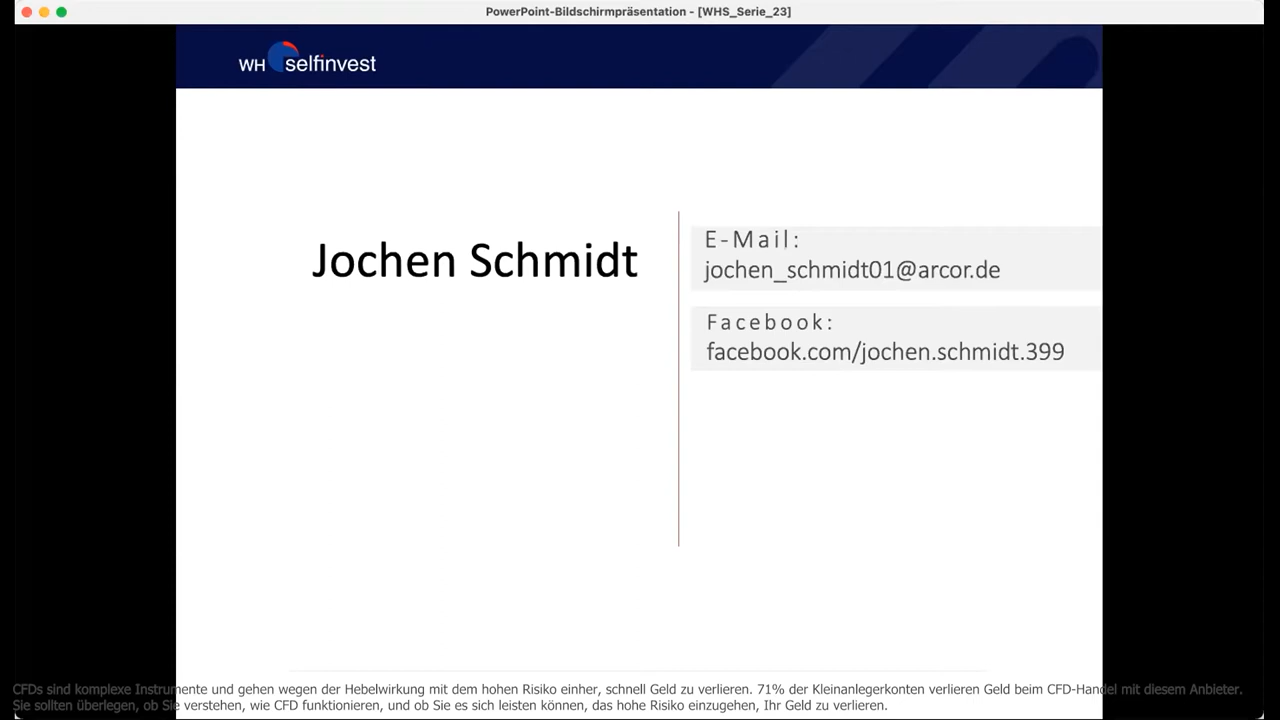 PowerPoint-Bildschirmpräsentation - [WHS_Serie_23]
WH selfinvest
Jochen Schmidt
E-Mail:
jochen_schmidt01@arcor.de
Facebook:
facebook.com/jochen.schmidt.399
CFDs sind komplexe Instrumente und gehen wegen der Hebelwirkung mit dem hohen Risiko einher, schnell Geld zu verlieren. 71% der Kleinanlegerkonten verlieren Geld beim CFD-Handel mit diesem Anbieter.
Sie sollten überlegen, ob Sie verstehen, wie CFD funktionieren, und ob Sie es sich leisten können, das hohe Risiko einzugehen, Ihr Geld zu verlieren.